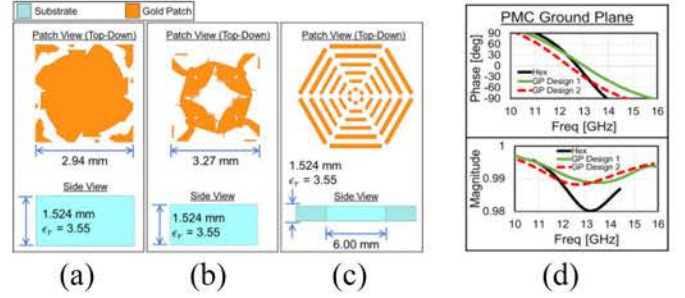 Substrate
Gold Patch
Patch View (Top-Down)
2.94 mm
Side View
1.524 mm
ϵr = 3.55
(a)
Patch View (Top-Down)
3.27 mm
Side View
1.524 mm
ϵr = 3.55
(b)
Patch View (Top-Down)
1.524 mm
ϵr = 3.55
Side View
6.00 mm
(c)
PMC Ground Plane
Phase [deg]
90
60
30
0
-30
-60
-90
Hex
GP Design 1
GP Design 2
10 11 12 13 14 15 16
Freq [GHz]
Magnitude
1
0.99
0.98
Hex
GP Design 1
GP Design 2
10 11 12 13 14 15 16
Freq [GHz]
(d)